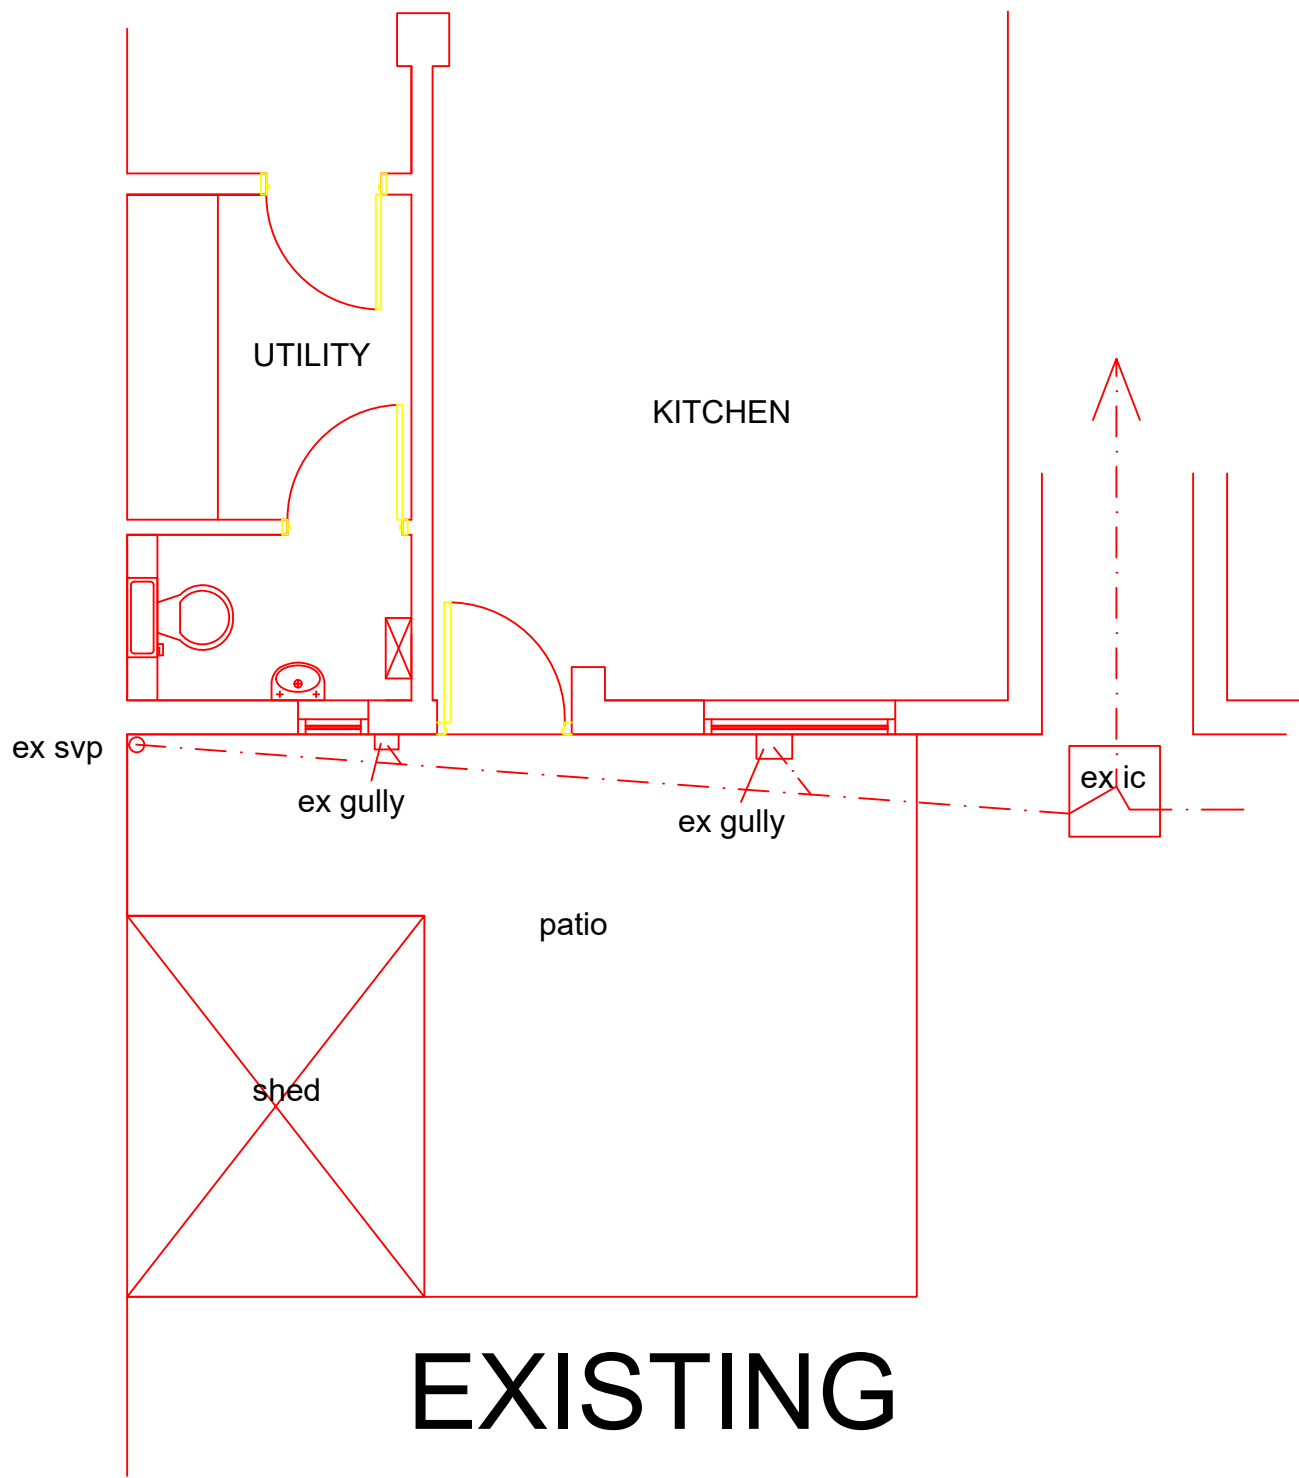 UTILITY
KITCHEN
ex svp
ex ic
ex gully
ex gully
patio
shed
EXISTING